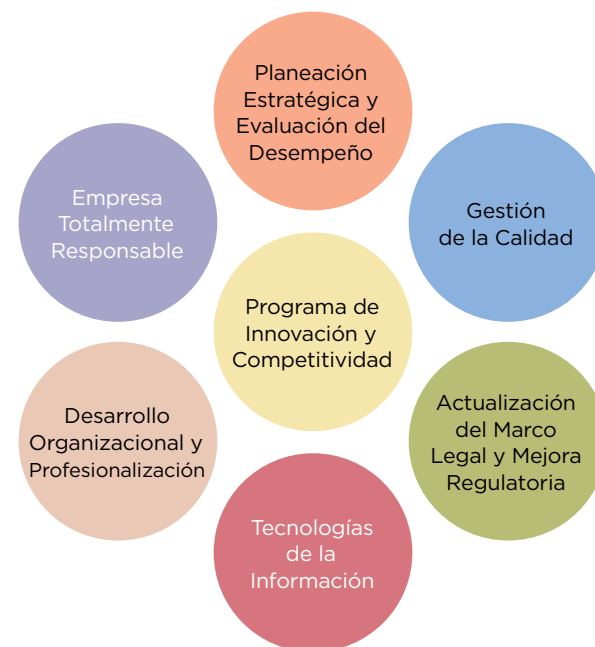 Planeación
Estratégica y
Evaluación del
Desempeño
Empresa
Totalmente
Responsable
Gestión
de la Calidad
Programa de
Innovación y
Competitividad
Desarrollo
Organizacional y
Profesionalización
Actualización
del Marco
Legal y Mejora
Regulatoria
Tecnologías
de la
Información